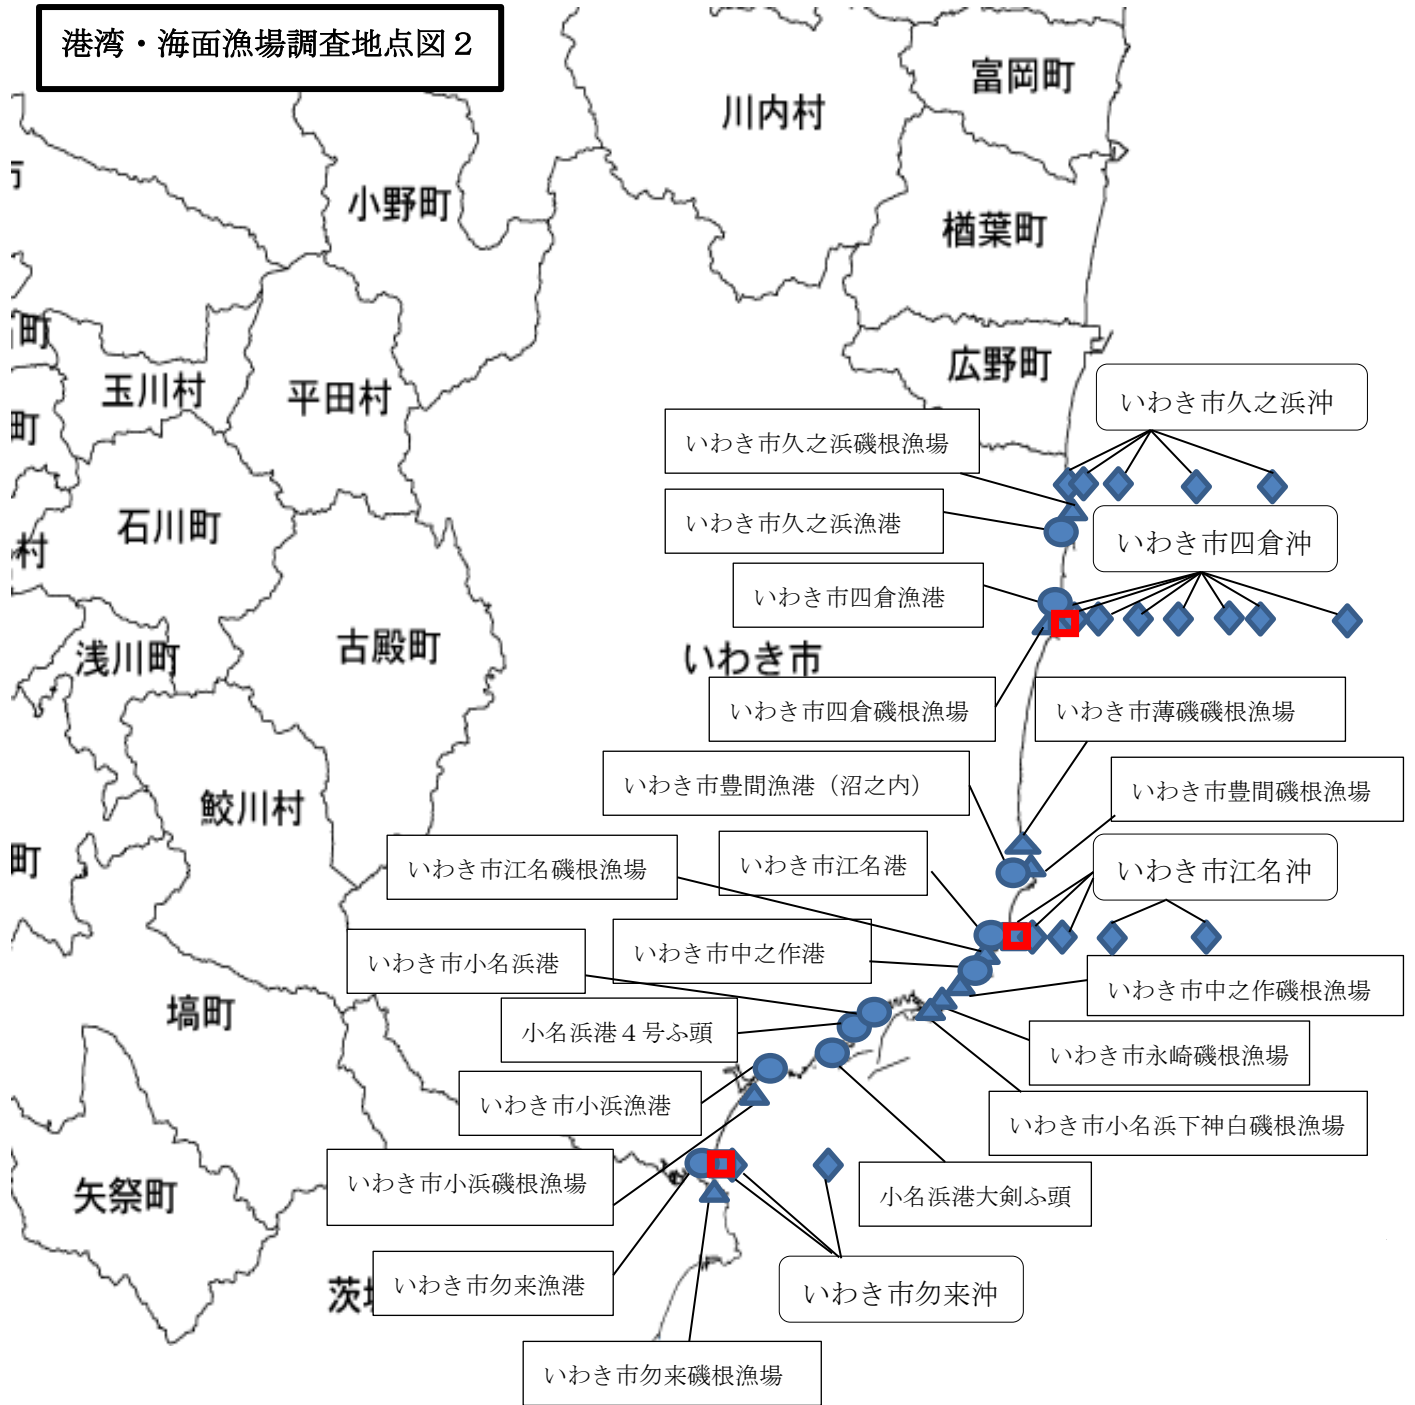 港湾・海面漁場調査地点図２
富岡町
川内村
小野町
楢葉町
町
広野町
玉川村
平田村
町
いわき市久之浜沖
いわき市久之浜磯根漁場
石川町
いわき市久之浜漁港
村
いわき市四倉沖
いわき市四倉漁港
古殿町
浅川町
いわき市
いわき市四倉磯根漁場
いわき市薄磯磯根漁場
いわき市豊間漁港（沼之内）
いわき市豊間磯根漁場
鮫川村
町
いわき市江名磯根漁場
いわき市江名港
いわき市江名沖
いわき市中之作港
いわき市小名浜港
いわき市中之作磯根漁場
塙町
小名浜港４号ふ頭
いわき市永崎磯根漁場
いわき市小浜漁港
いわき市小名浜下神白磯根漁場
いわき市小浜磯根漁場
矢祭町
小名浜港大剣ふ頭
いわき市勿来漁港
茨
いわき市勿来沖
いわき市勿来磯根漁場